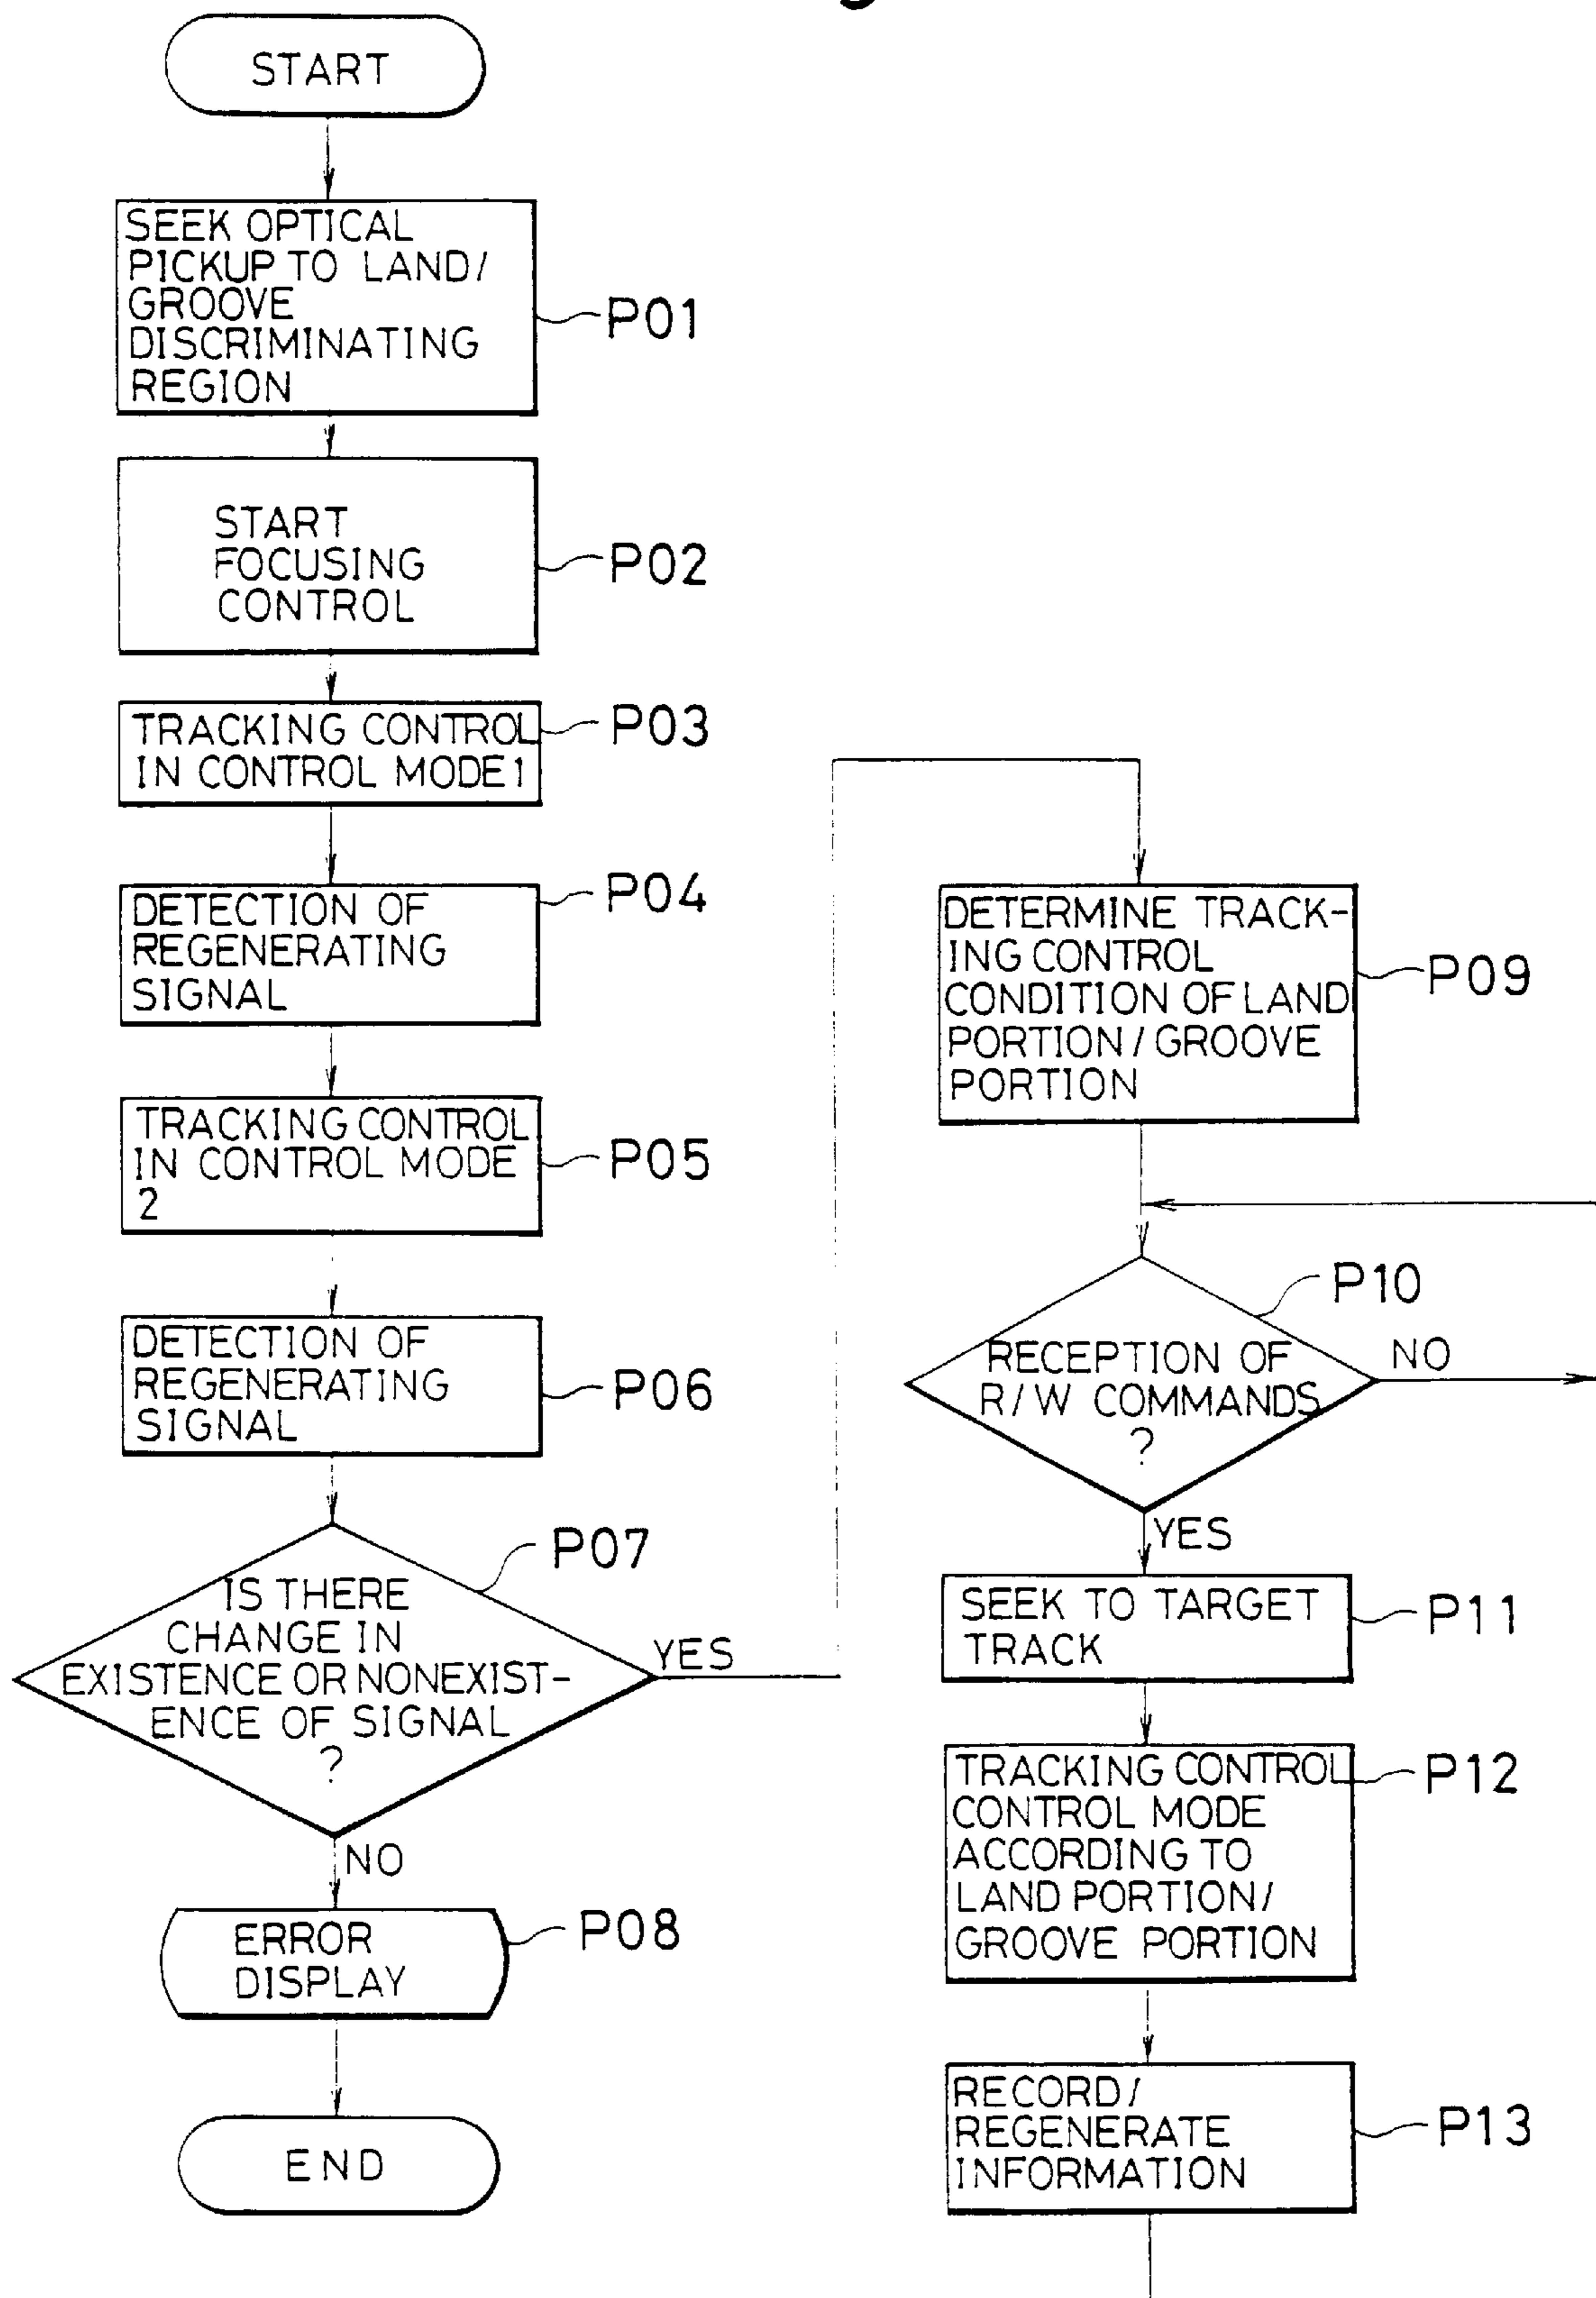 START
SEEK OPTICAL
PICKUP TO LAND/
GROOVE
DISCRIMINATING
REGION
P01
START
FOCUSING
CONTROL
P02
TRACKING CONTROL
IN CONTROL MODE1
P03
DETECTION OF
REGENERATING
SIGNAL
P04
TRACKING CONTROL
IN CONTROL MODE
2
P05
DETECTION OF
REGENERATING
SIGNAL
P06
IS THERE
CHANGE IN
EXISTENCE OR NONEXIST-
ENCE OF SIGNAL
?
P07
YES
NO
ERROR
DISPLAY
P08
END
DETERMINE TRACK-
ING CONTROL
CONDITION OF LAND
PORTION/GROOVE
PORTION
P09
RECEPTION OF
R/W COMMANDS
?
P10
NO
YES
SEEK TO TARGET
TRACK
P11
TRACKING CONTROL
CONTROL MODE
ACCORDING TO
LAND PORTION/
GROOVE PORTION
P12
RECORD/
REGENERATE
INFORMATION
P13